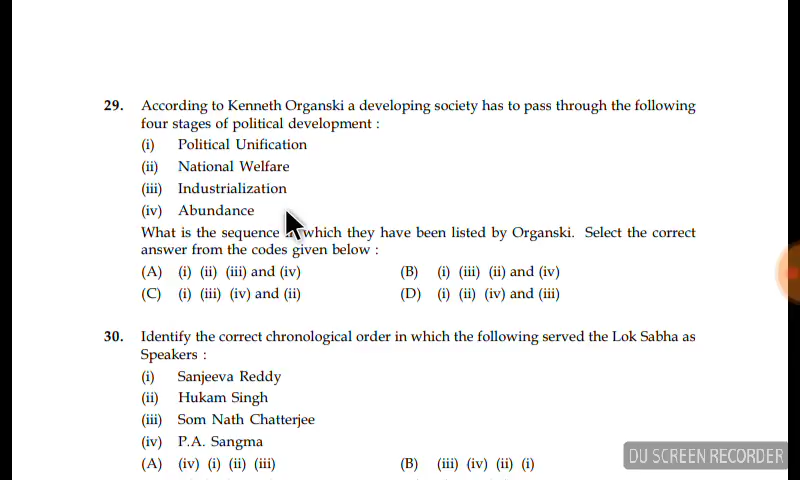 29. According to Kenneth Organski a developing society has to pass through the following
four stages of political development :
(i) Political Unification
(ii) National Welfare
(iii) Industrialization
(iv) Abundance
What is the sequence which they have been listed by Organski. Select the correct
answer from the codes given below :
(A) (i) (ii) (iii) and (iv) (B) (i) (iii) (ii) and (iv)
(C) (i) (iii) (iv) and (ii) (D) (i) (ii) (iv) and (iii)
30. Identify the correct chronological order in which the following served the Lok Sabha as
Speakers :
(i) Sanjeeva Reddy
(ii) Hukam Singh
(iii) Som Nath Chatterjee
(iv) P.A. Sangma
(A) (iv) (i) (ii) (iii) (B) (iii) (iv) (ii) (i)
DU SCREEN RECORDER